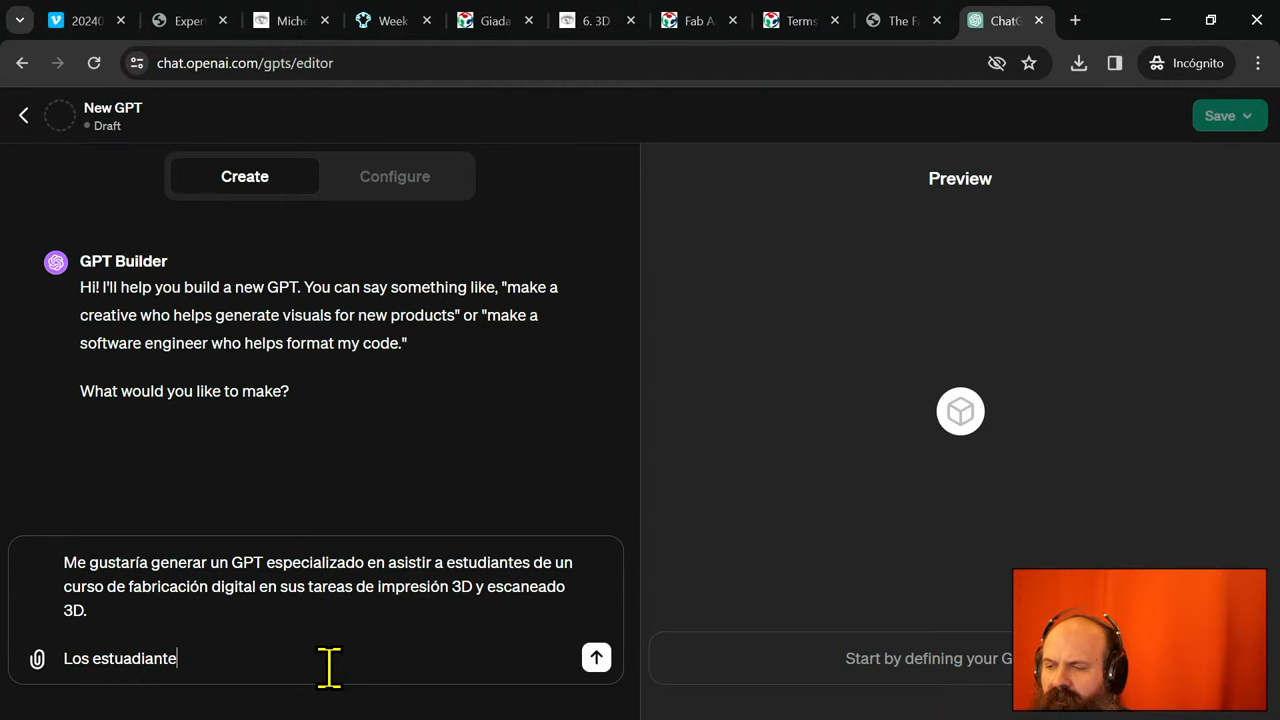 20240
Experi
Miche
Week
Giada
6. 3D
Fab A
Terms
The Fa
ChatG
chat.openai.com/gpts/editor
Incógnito
New GPT
Draft
Save
Create
Configure
Preview
GPT Builder
Hi! I'll help you build a new GPT. You can say something like, "make a
creative who helps generate visuals for new products" or "make a
software engineer who helps format my code."
What would you like to make?
Me gustaría generar un GPT especializado en asistir a estudiantes de un
curso de fabricación digital en sus tareas de impresión 3D y escaneado
3D.
Los estuadiante
Start by defining your G